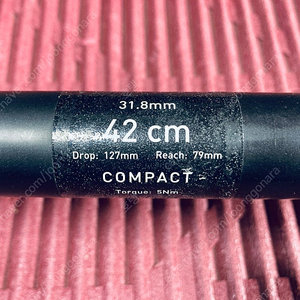 31.8mm
42 cm
Drop: 127mm Reach: 79mm
COMPACT -
Torque: 5Nm